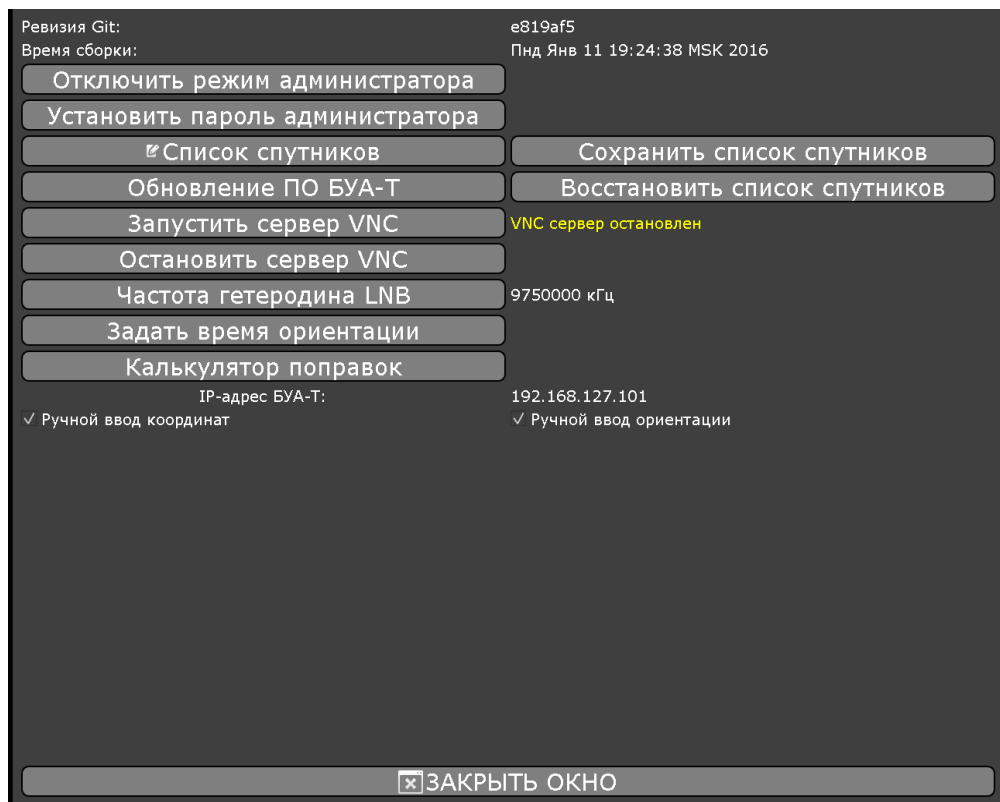 Ревизия Git: e819af5
Время сборки: Пнд Янв 11 19:24:38 MSK 2016
Отключить режим администратора
Установить пароль администратора
Список спутников Сохранить список спутников
Обновление ПО БУА-Т Восстановить список спутников
Запустить сервер VNC VNC сервер остановлен
Остановить сервер VNC
Частота гетеродина LNB 9750000 кГц
Задать время ориентации
Калькулятор поправок
IP-адрес БУА-Т: 192.168.127.101
Ручной ввод координат Ручной ввод ориентации
ЗАКРЫТЬ ОКНО